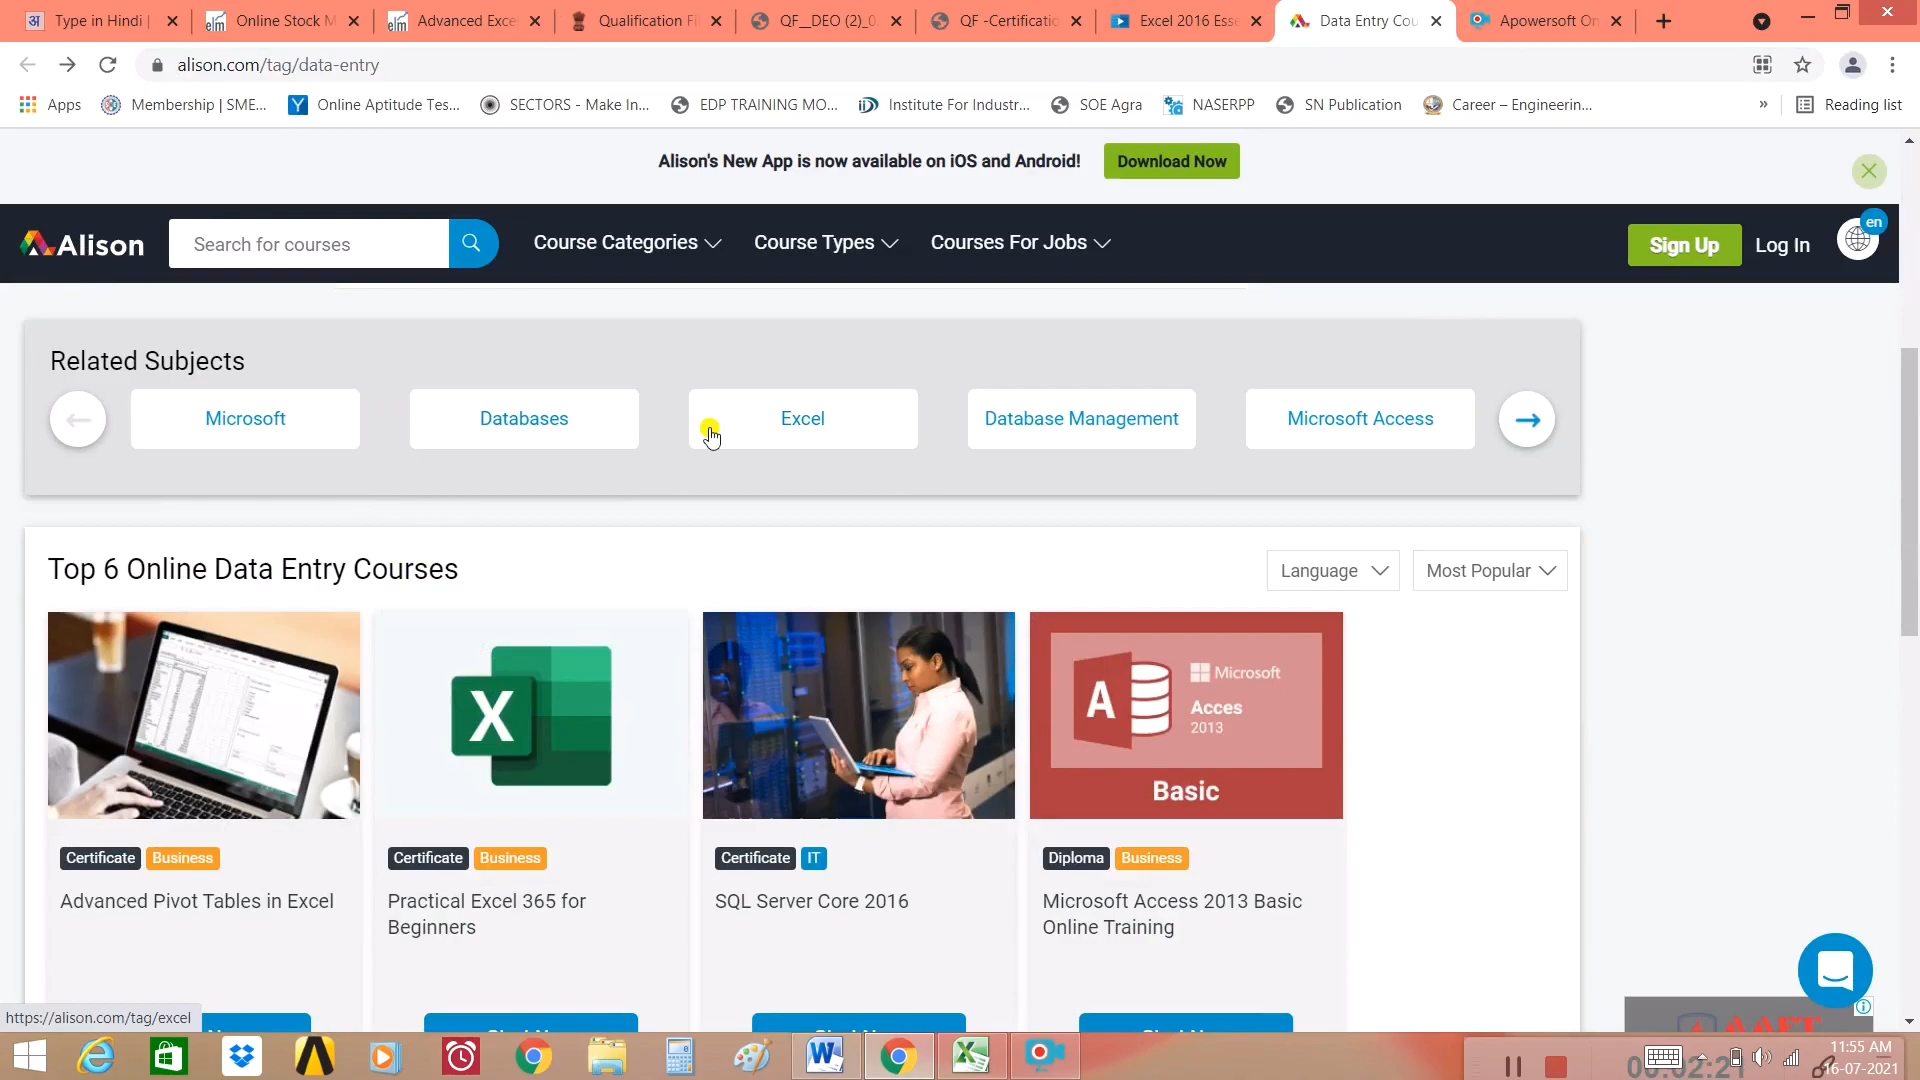 Type in Hindi |
Online Stock M
Advanced Exce
Qualification Fi
QF__DEO (2)_0.
QF -Certificatio
Excel 2016 Esse
Data Entry Cou
Apowersoft On
alison.com/tag/data-entry
Apps
Membership | SME...
Online Aptitude Tes...
SECTORS - Make In...
EDP TRAINING MO...
Institute For Industr...
SOE Agra
NASERPP
SN Publication
Career – Engineerin...
»
Reading list
Alison's New App is now available on iOS and Android!
Download Now
Alison
Search for courses
Course Categories
Course Types
Courses For Jobs
Sign Up
Log In
en
Related Subjects
Microsoft
Databases
Excel
Database Management
Microsoft Access
Top 6 Online Data Entry Courses
Language
Most Popular
X
A
Microsoft
Acces
2013
Basic
Certificate
Business
Certificate
Business
Certificate
IT
Diploma
Business
Advanced Pivot Tables in Excel
Practical Excel 365 for
Beginners
SQL Server Core 2016
Microsoft Access 2013 Basic
Online Training
https://alison.com/tag/excel
11:55 AM
16-07-2021